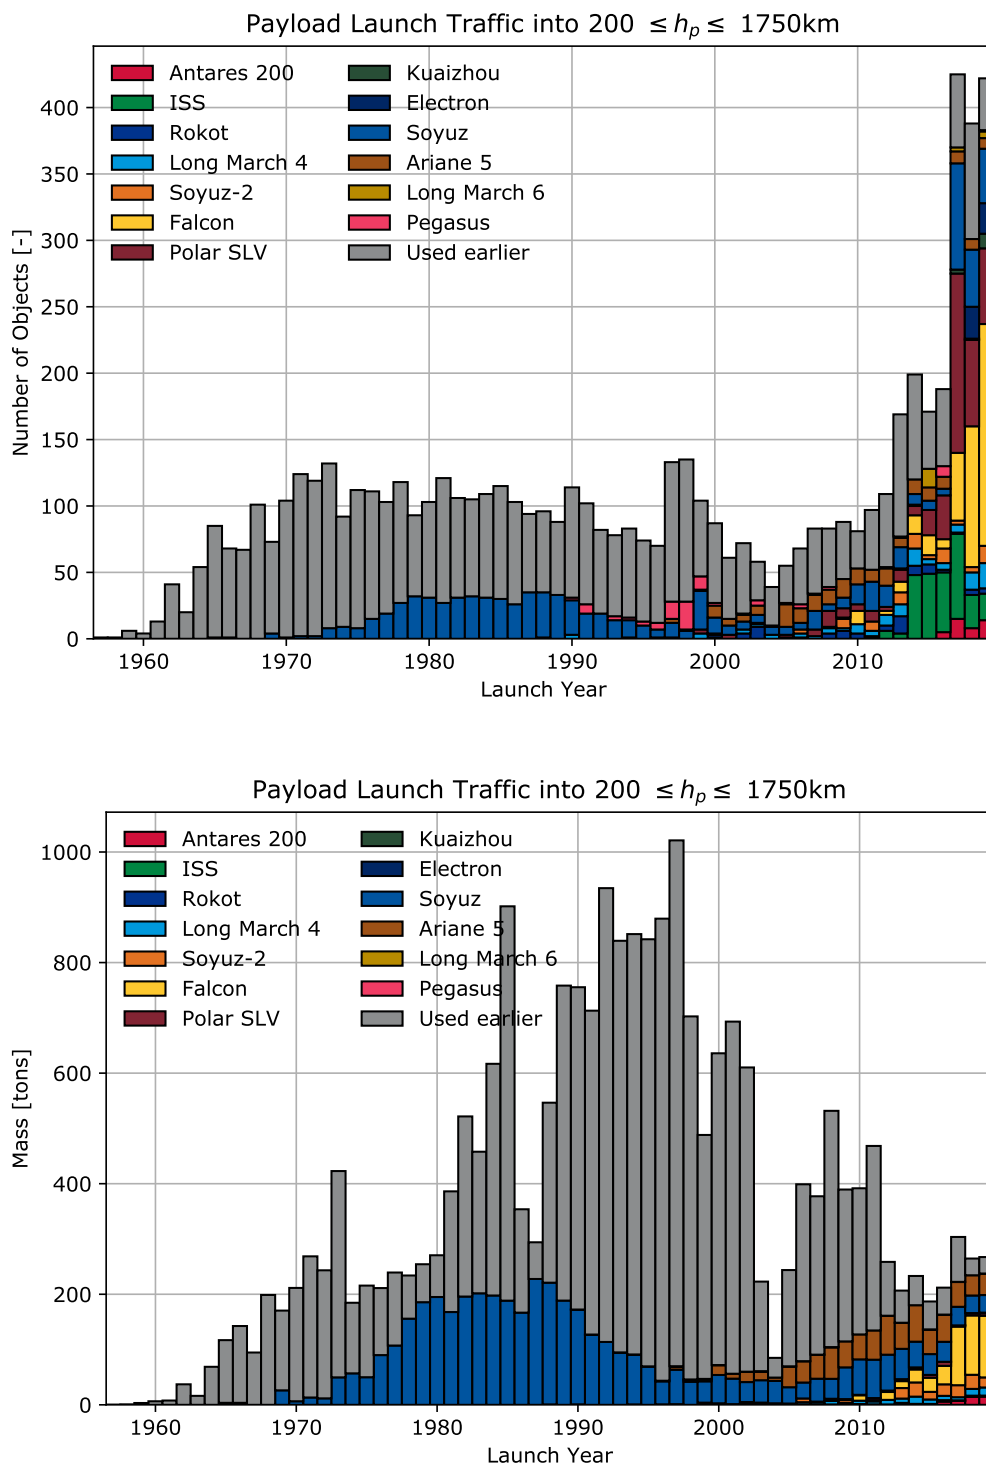 Payload Launch Traffic into 200 ≤ hₚ ≤ 1750km
Number of Objects [-]
400
350
300
250
200
150
100
50
0
Antares 200
ISS
Rokot
Long March 4
Soyuz-2
Falcon
Polar SLV
Kuaizhou
Electron
Soyuz
Ariane 5
Long March 6
Pegasus
Used earlier
1960 1970 1980 1990 2000 2010
Launch Year
Payload Launch Traffic into 200 ≤ hₚ ≤ 1750km
Mass [tons]
1000
800
600
400
200
0
Antares 200
ISS
Rokot
Long March 4
Soyuz-2
Falcon
Polar SLV
Kuaizhou
Electron
Soyuz
Ariane 5
Long March 6
Pegasus
Used earlier
1960 1970 1980 1990 2000 2010
Launch Year